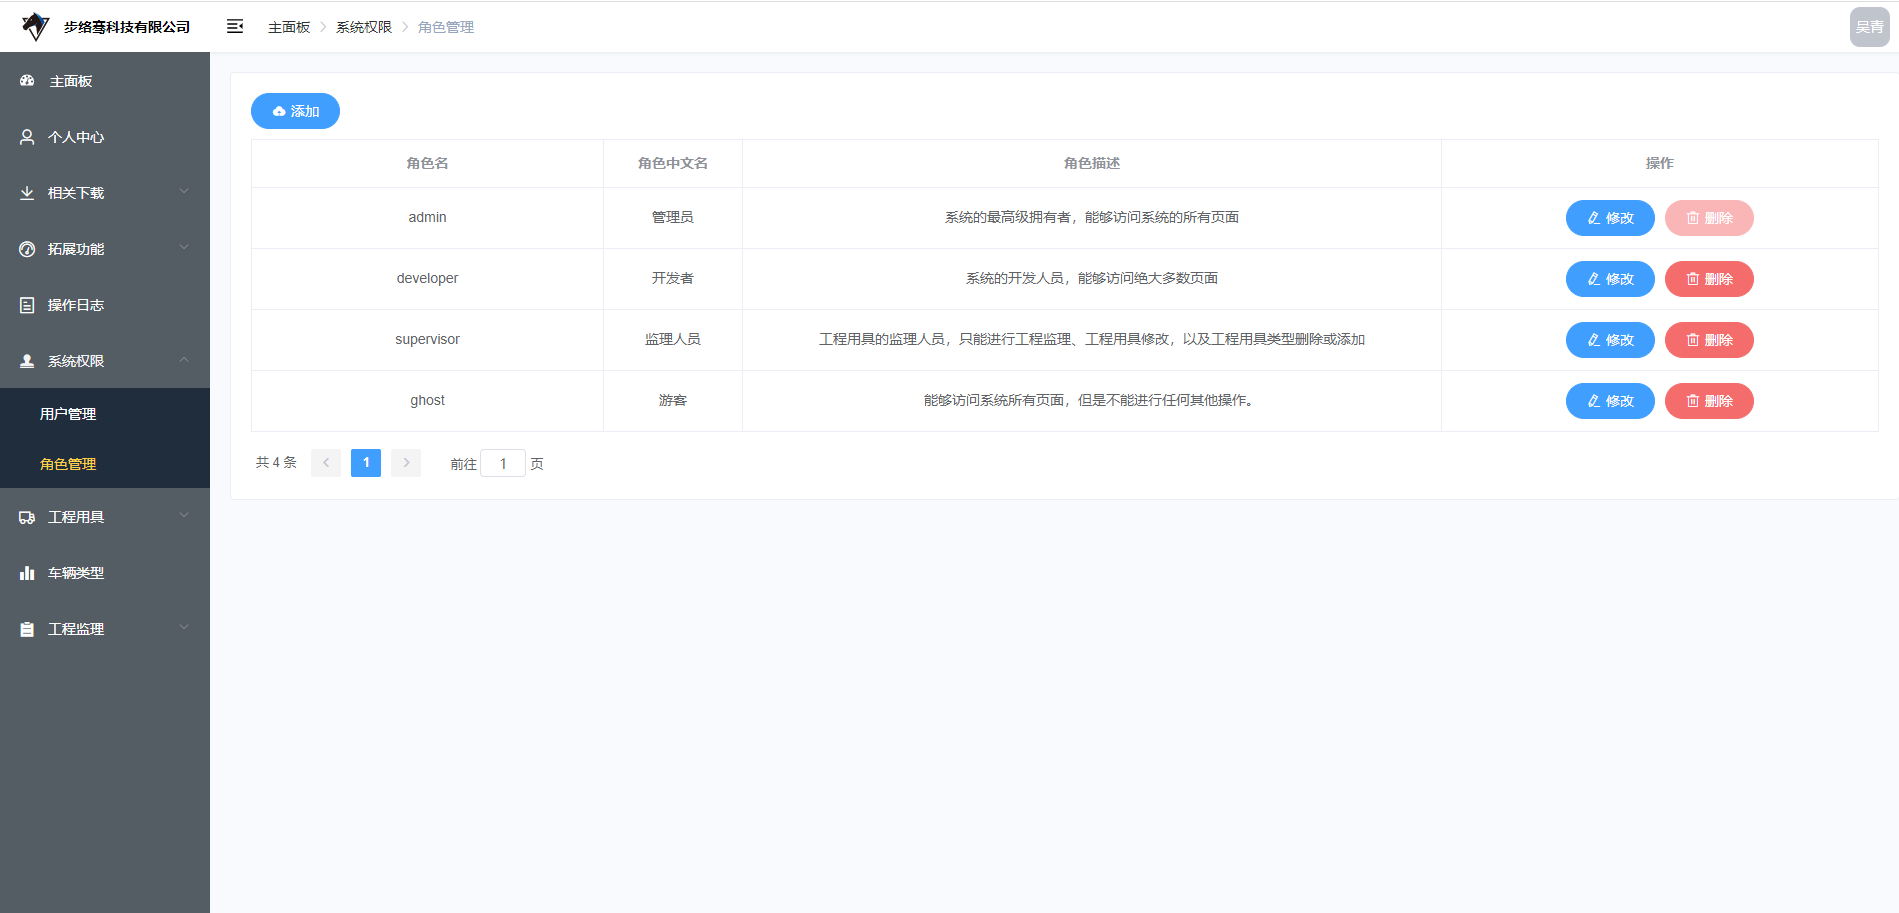 步络骞科技有限公司
主面板 > 系统权限 > 角色管理
吴青
主面板
个人中心
相关下载
拓展功能
操作日志
系统权限
用户管理
角色管理
工程用具
车辆类型
工程监理
添加
角色名 角色中文名 角色描述 操作
admin 管理员 系统的最高级拥有者，能够访问系统的所有页面 修改 删除
developer 开发者 系统的开发人员，能够访问绝大多数页面 修改 删除
supervisor 监理人员 工程用具的监理人员，只能进行工程监理、工程用具修改，以及工程用具类型删除或添加 修改 删除
ghost 游客 能够访问系统所有页面，但是不能进行任何其他操作。 修改 删除
共 4 条 < 1 > 前往 1 页